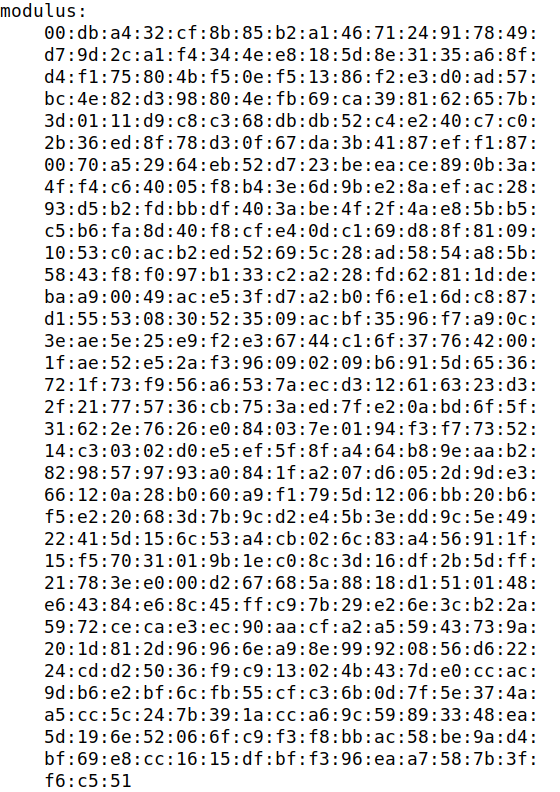 modulus:
00:db:a4:32:cf:8b:85:b2:a1:46:71:24:91:78:49:
d7:9d:2c:a1:f4:34:4e:e8:18:5d:8e:31:35:a6:8f:
d4:f1:75:80:4b:f5:0e:f5:13:86:f2:e3:d0:ad:57:
bc:4e:82:d3:98:80:4e:fb:69:ca:39:81:62:65:7b:
3d:01:11:d9:c8:c3:68:db:db:52:c4:e2:40:c7:c0:
2b:36:ed:8f:78:d3:0f:67:da:3b:41:87:ef:f1:87:
00:70:a5:29:64:eb:52:d7:23:be:ea:ce:89:0b:3a:
4f:f4:c6:40:05:f8:b4:3e:6d:9b:e2:8a:ef:ac:28:
93:d5:b2:fd:bb:df:40:3a:be:4f:2f:4a:e8:5b:b5:
c5:b6:fa:8d:40:f8:cf:e4:0d:c1:69:d8:8f:81:09:
10:53:c0:ac:b2:ed:52:69:5c:28:ad:58:54:a8:5b:
58:43:f8:f0:97:b1:33:c2:a2:28:fd:62:81:1d:de:
ba:a9:00:49:ac:e5:3f:d7:a2:b0:f6:e1:6d:c8:87:
d1:55:53:08:30:52:35:09:ac:bf:35:96:f7:a9:0c:
3e:ae:5e:25:e9:f2:e3:67:44:c1:6f:37:76:42:00:
1f:ae:52:e5:2a:f3:96:09:02:09:b6:91:5d:65:36:
72:1f:73:f9:56:a6:53:7a:ec:d3:12:61:63:23:d3:
2f:21:77:57:36:cb:75:3a:ed:7f:e2:0a:bd:6f:5f:
31:62:2e:76:26:e0:84:03:7e:01:94:f3:f7:73:52:
14:c3:03:02:d0:e5:ef:5f:8f:a4:64:b8:9e:aa:b2:
82:98:57:97:93:a0:84:1f:a2:07:d6:05:2d:9d:e3:
66:12:0a:28:b0:60:a9:f1:79:5d:12:06:bb:20:b6:
f5:e2:20:68:3d:7b:9c:d2:e4:5b:3e:dd:9c:5e:49:
22:41:5d:15:6c:53:a4:cb:02:6c:83:a4:56:91:1f:
15:f5:70:31:01:9b:1e:c0:8c:3d:16:df:2b:5d:ff:
21:78:3e:e0:00:d2:67:68:5a:88:18:d1:51:01:48:
e6:43:84:e6:8c:45:ff:c9:7b:29:e2:6e:3c:b2:2a:
59:72:ce:ca:e3:ec:90:aa:cf:a2:a5:59:43:73:9a:
20:1d:81:2d:96:96:6e:a9:8e:99:92:08:56:d6:22:
24:cd:d2:50:36:f9:c9:13:02:4b:43:7d:e0:cc:ac:
9d:b6:e2:bf:6c:fb:55:cf:c3:6b:0d:7f:5e:37:4a:
a5:cc:5c:24:7b:39:1a:cc:a6:9c:59:89:33:48:ea:
5d:19:6e:52:06:6f:c9:f3:f8:bb:ac:58:be:9a:d4:
bf:69:e8:cc:16:15:df:bf:f3:96:ea:a7:58:7b:3f:
f6:c5:51